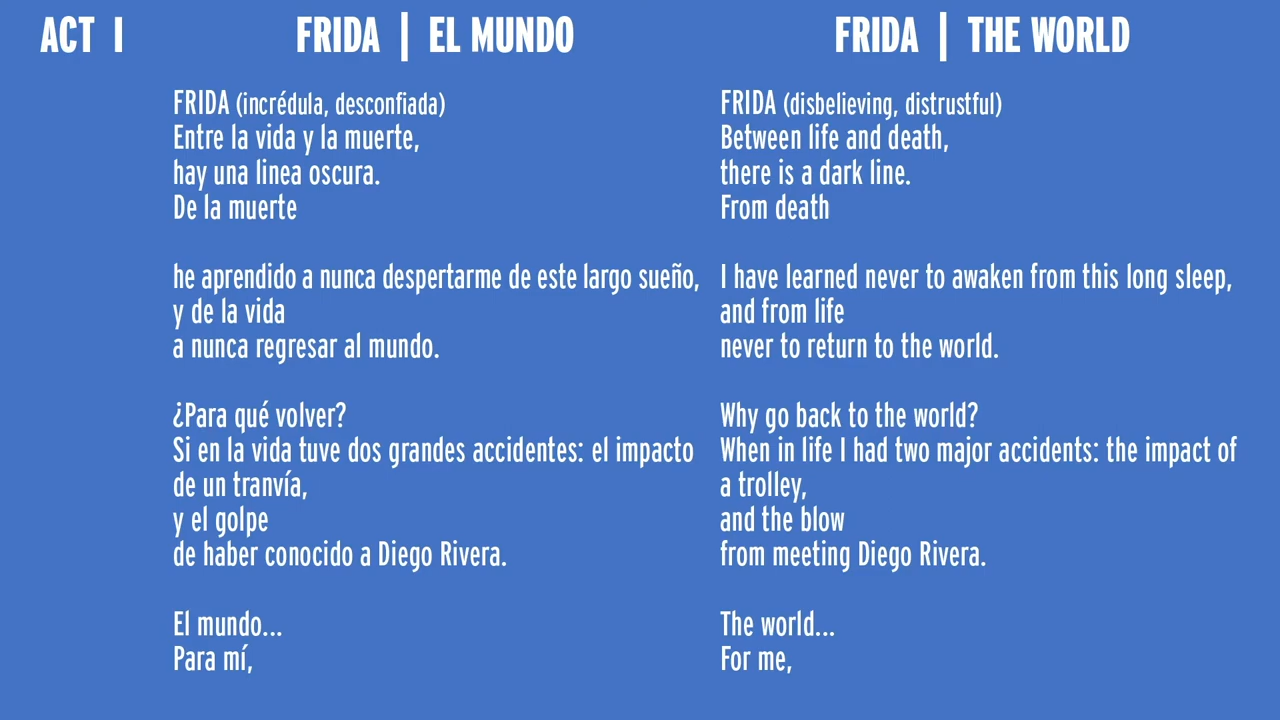 ACT I
FRIDA | EL MUNDO
FRIDA (incrédula, desconfiada)
Entre la vida y la muerte,
hay una linea oscura.
De la muerte
he aprendido a nunca despertarme de este largo sueño,
y de la vida
a nunca regresar al mundo.
¿Para qué volver?
Si en la vida tuve dos grandes accidentes: el impacto
de un tranvía,
y el golpe
de haber conocido a Diego Rivera.
El mundo...
Para mí,
FRIDA | THE WORLD
FRIDA (disbelieving, distrustful)
Between life and death,
there is a dark line.
From death
I have learned never to awaken from this long sleep,
and from life
never to return to the world.
Why go back to the world?
When in life I had two major accidents: the impact of
a trolley,
and the blow
from meeting Diego Rivera.
The world...
For me,